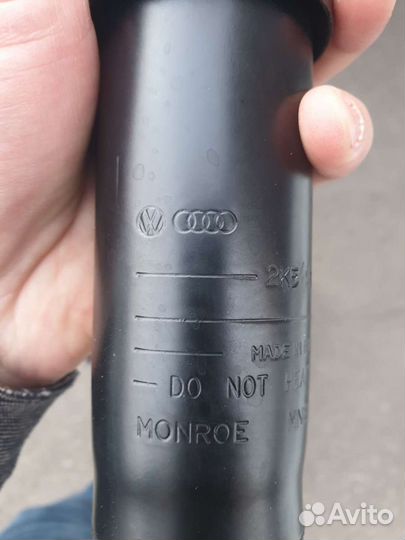 2K5
MADE IN
DO NOT HEA
MONROE
Avito